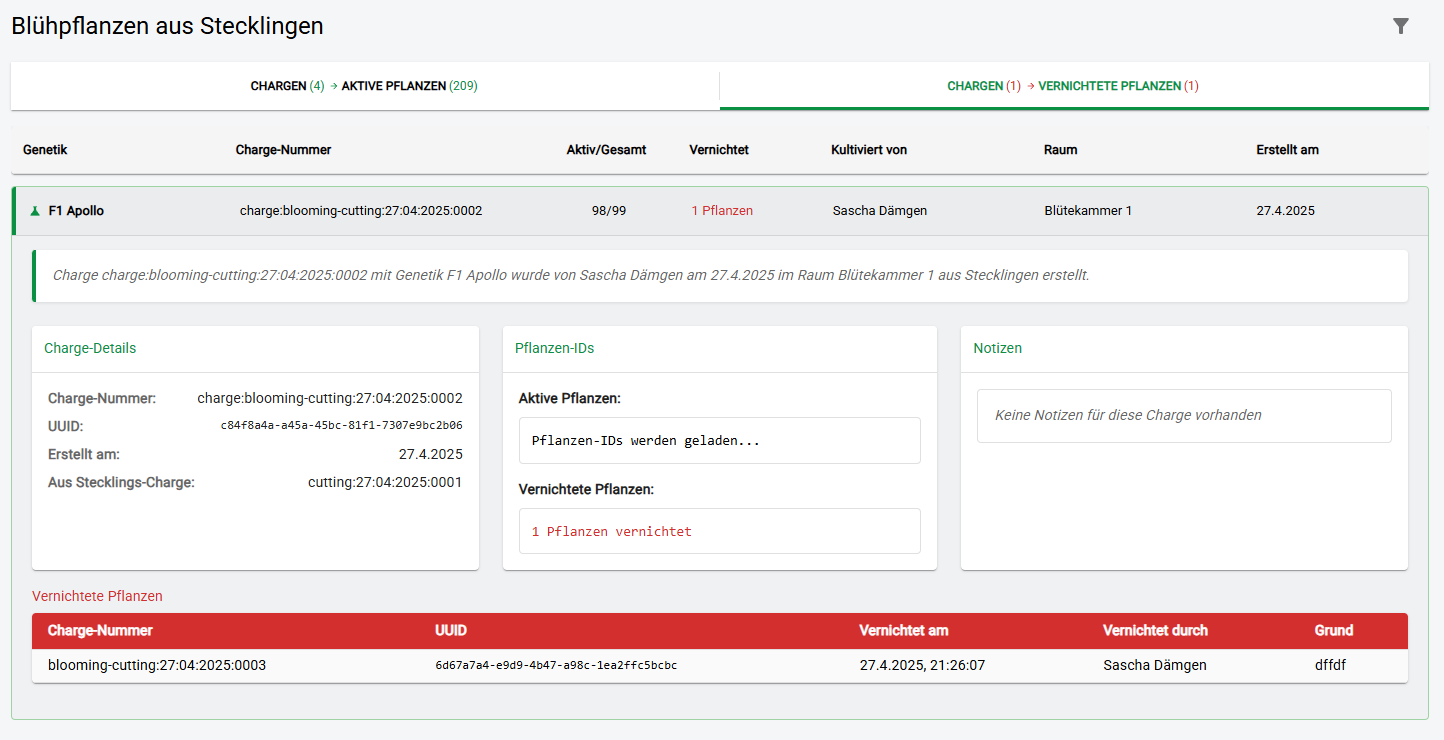 Blühpflanzen aus Stecklingen
CHARGEN (4) → AKTIVE PFLANZEN (209)
CHARGEN (1) → VERNICHTETE PFLANZEN (1)
Genetik Charge-Nummer Aktiv/Gesamt Vernichtet Kultiviert von Raum Erstellt am
F1 Apollo charge:blooming-cutting:27:04:2025:0002 98/99 1 Pflanzen Sascha Dämgen Blütekammer 1 27.4.2025
Charge charge:blooming-cutting:27:04:2025:0002 mit Genetik F1 Apollo wurde von Sascha Dämgen am 27.4.2025 im Raum Blütekammer 1 aus Stecklingen erstellt.
Charge-Details
Charge-Nummer: charge:blooming-cutting:27:04:2025:0002
UUID: c84f8a4a-a45a-45bc-81f1-7307e9bc2b06
Erstellt am: 27.4.2025
Aus Stecklings-Charge: cutting:27:04:2025:0001
Pflanzen-IDs
Aktive Pflanzen:
Pflanzen-IDs werden geladen...
Vernichtete Pflanzen:
1 Pflanzen vernichtet
Notizen
Keine Notizen für diese Charge vorhanden
Vernichtete Pflanzen
Charge-Nummer UUID Vernichtet am Vernichtet durch Grund
blooming-cutting:27:04:2025:0003 6d67a7a4-e9d9-4b47-a98c-1ea2ffc5bcbc 27.4.2025, 21:26:07 Sascha Dämgen dffdf